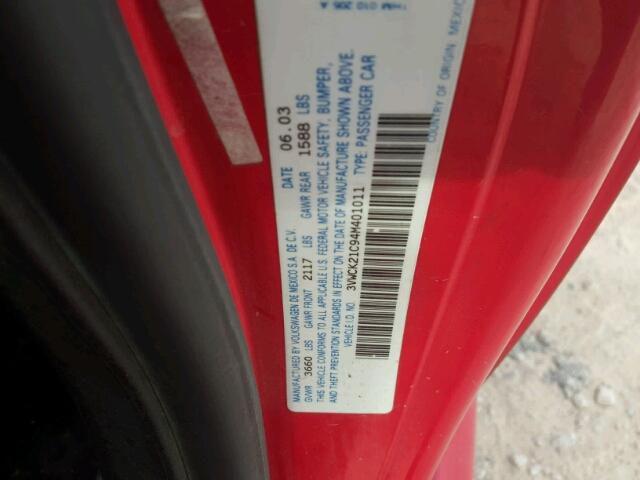 MANUFACTURED BY VOLKSWAGEN DE MEXICO S.A. DE C.V. DATE 06.03
GVWR 3660 LBS GAWR FRONT 2117 LBS GAWR REAR 1588 LBS
THIS VEHICLE CONFORMS TO ALL APPLICABLE U.S. FEDERAL MOTOR VEHICLE SAFETY, BUMPER,
AND THEFT PREVENTION STANDARDS IN EFFECT ON THE DATE OF MANUFACTURE SHOWN ABOVE.
VEHICLE I.D. NO. 3VWCK21C94M401011 TYPE: PASSENGER CAR
COUNTRY OF ORIGIN MEXICO